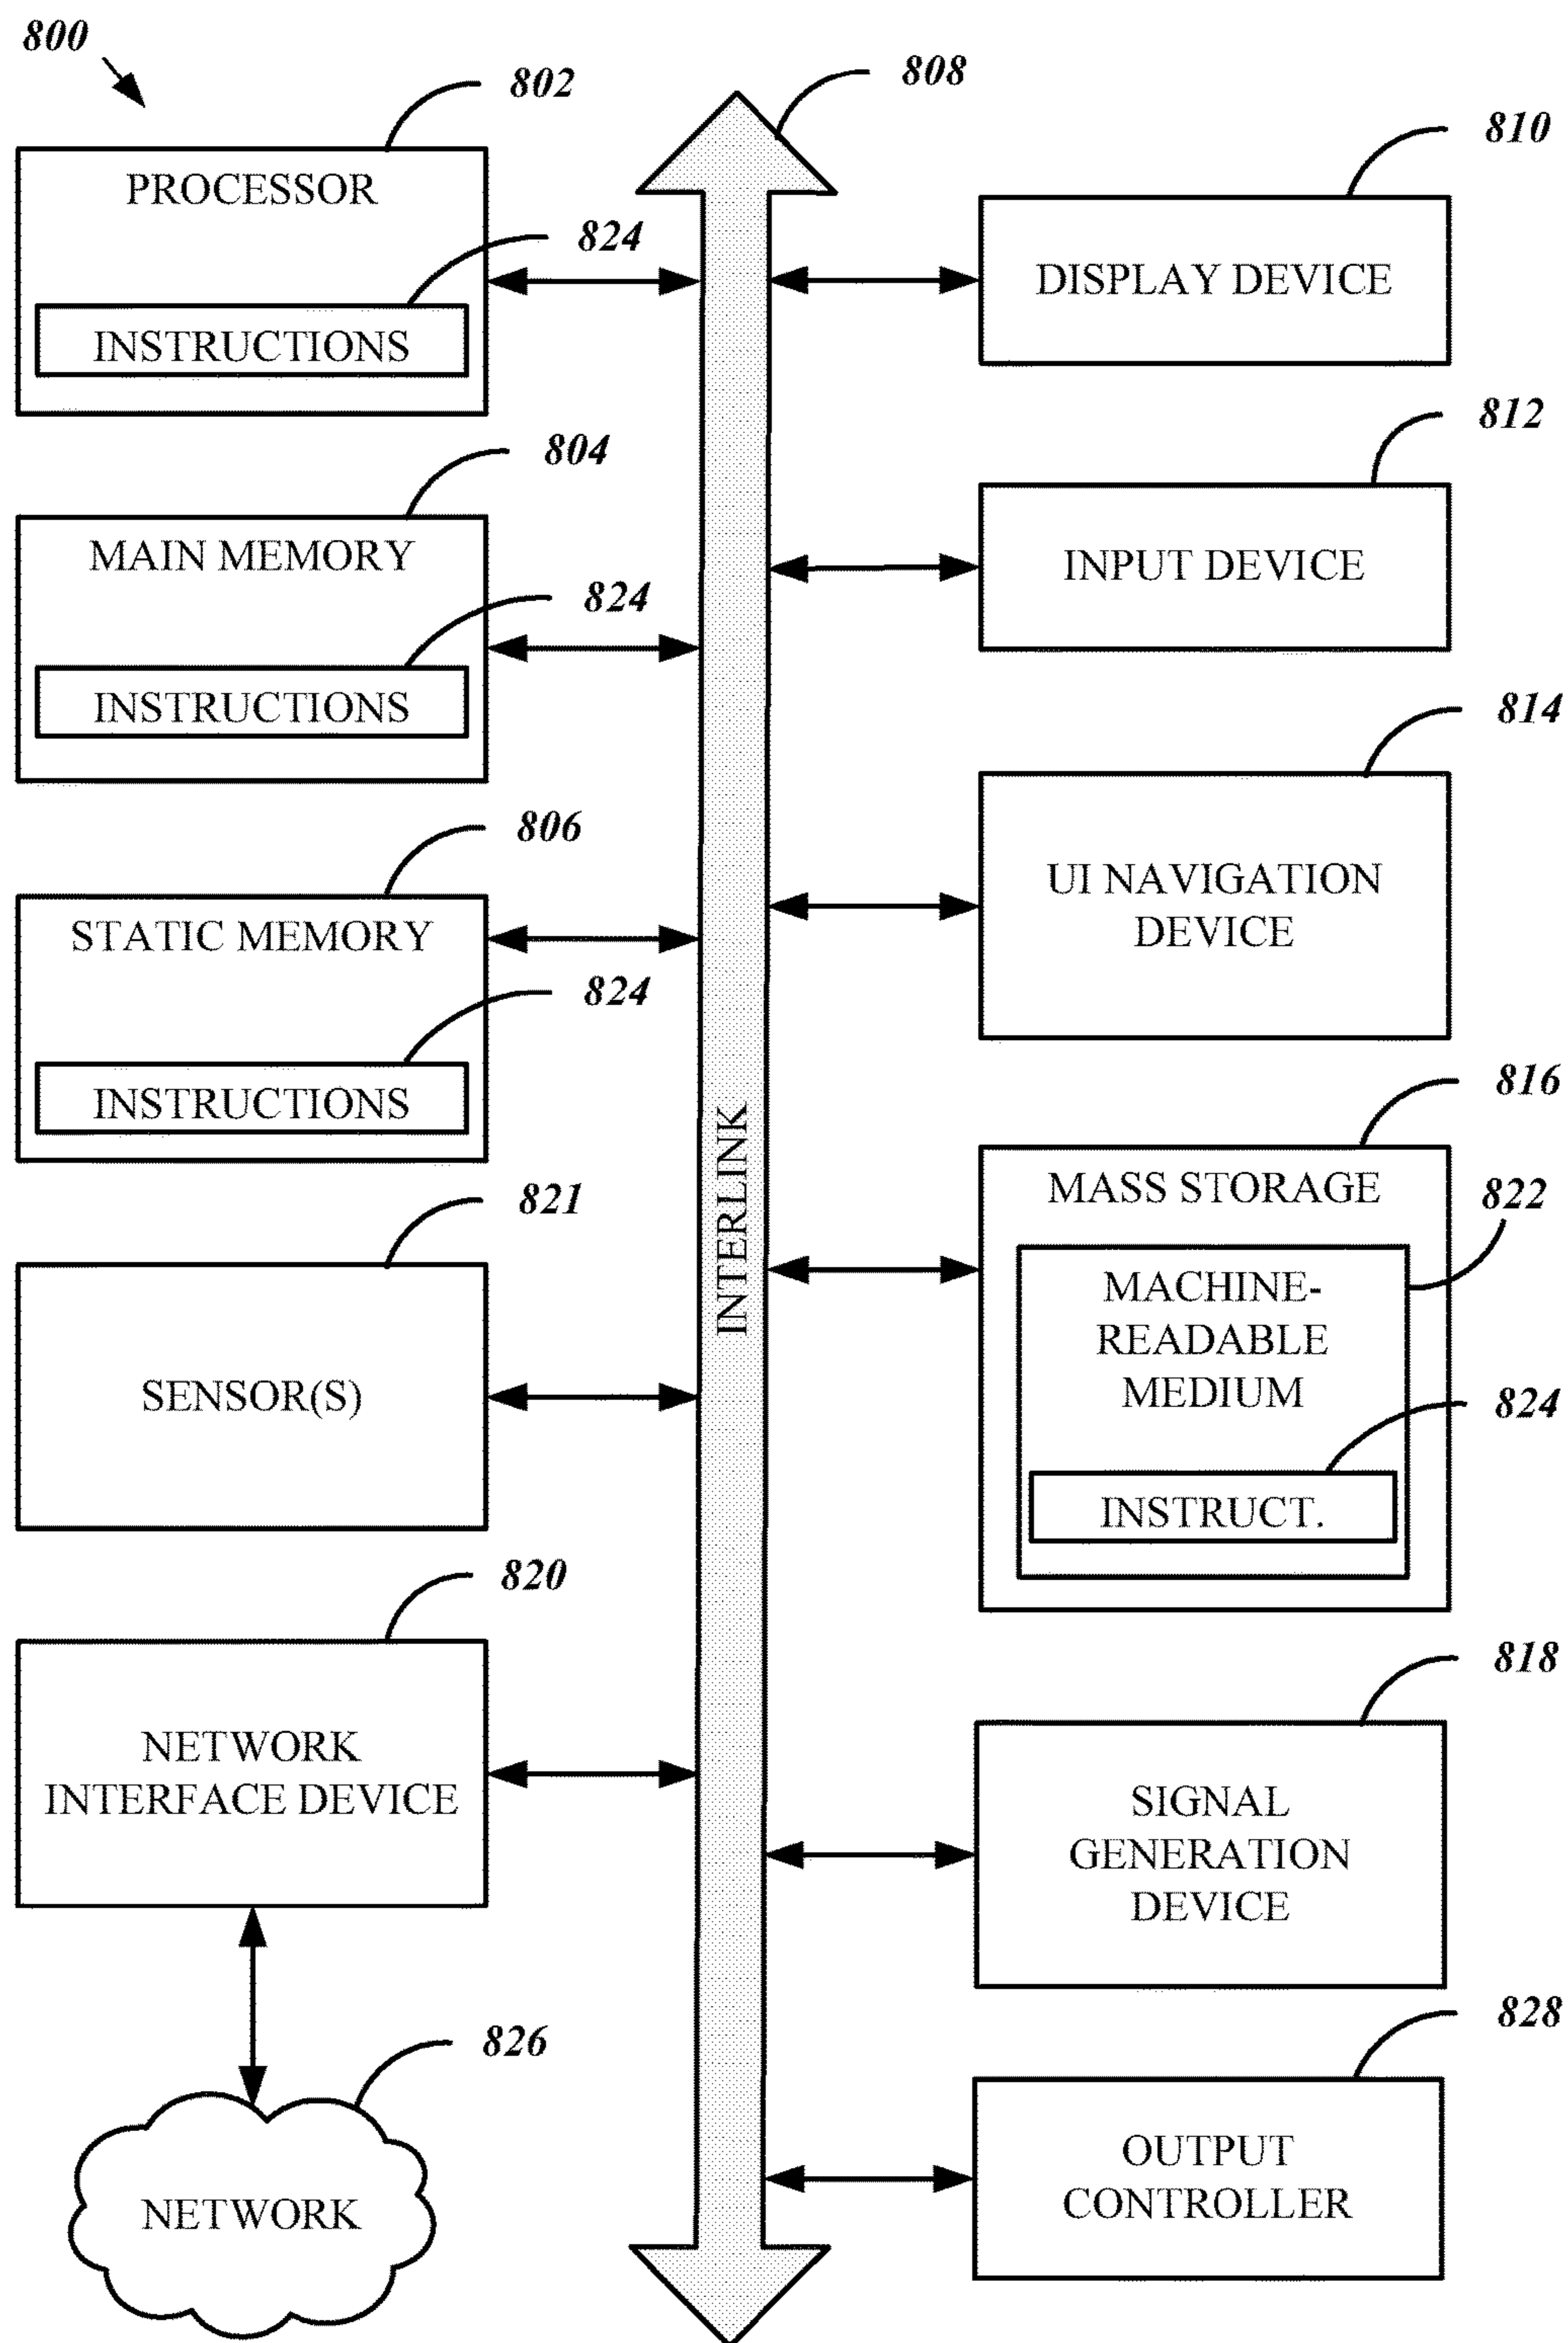 800
802
PROCESSOR
824
INSTRUCTIONS
804
MAIN MEMORY
824
INSTRUCTIONS
806
STATIC MEMORY
824
INSTRUCTIONS
821
SENSOR(S)
820
NETWORK
INTERFACE DEVICE
826
NETWORK
808
INTERLINK
810
DISPLAY DEVICE
812
INPUT DEVICE
814
UI NAVIGATION
DEVICE
816
MASS STORAGE
822
MACHINE-
READABLE
MEDIUM
824
INSTRUCT.
818
SIGNAL
GENERATION
DEVICE
828
OUTPUT
CONTROLLER